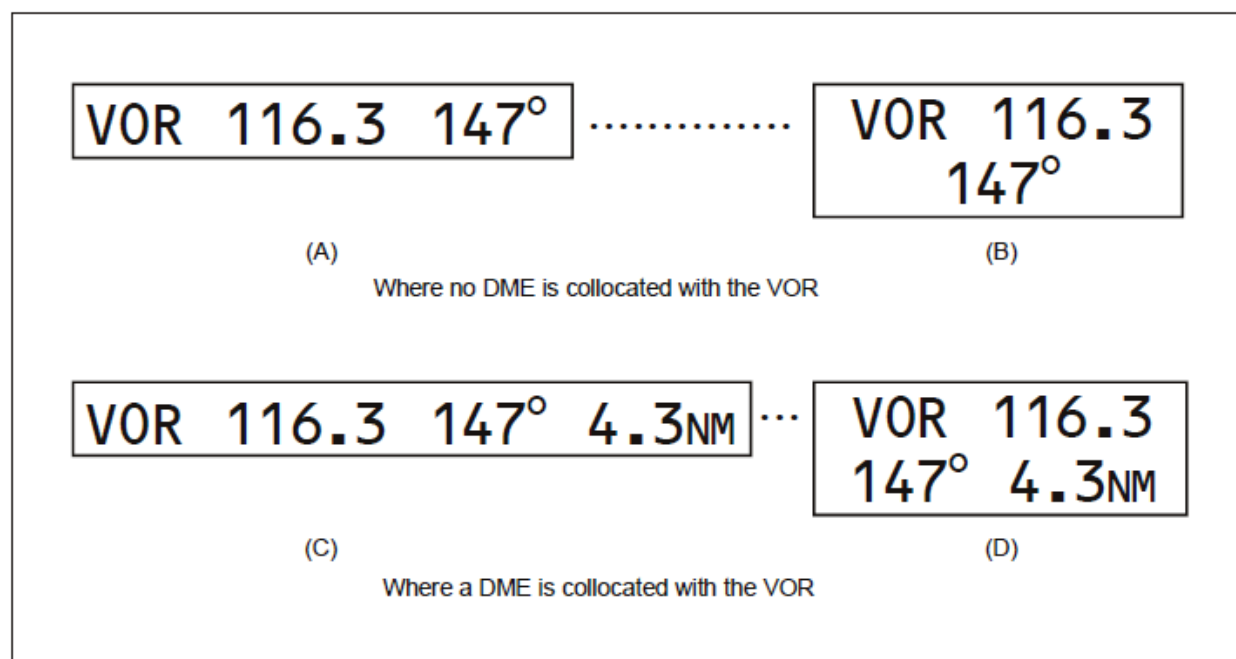 VOR 116.3 147° .............. VOR 116.3
147°
(A) (B)
Where no DME is collocated with the VOR
VOR 116.3 147° 4.3NM ... VOR 116.3
147° 4.3NM
(C) (D)
Where a DME is collocated with the VOR